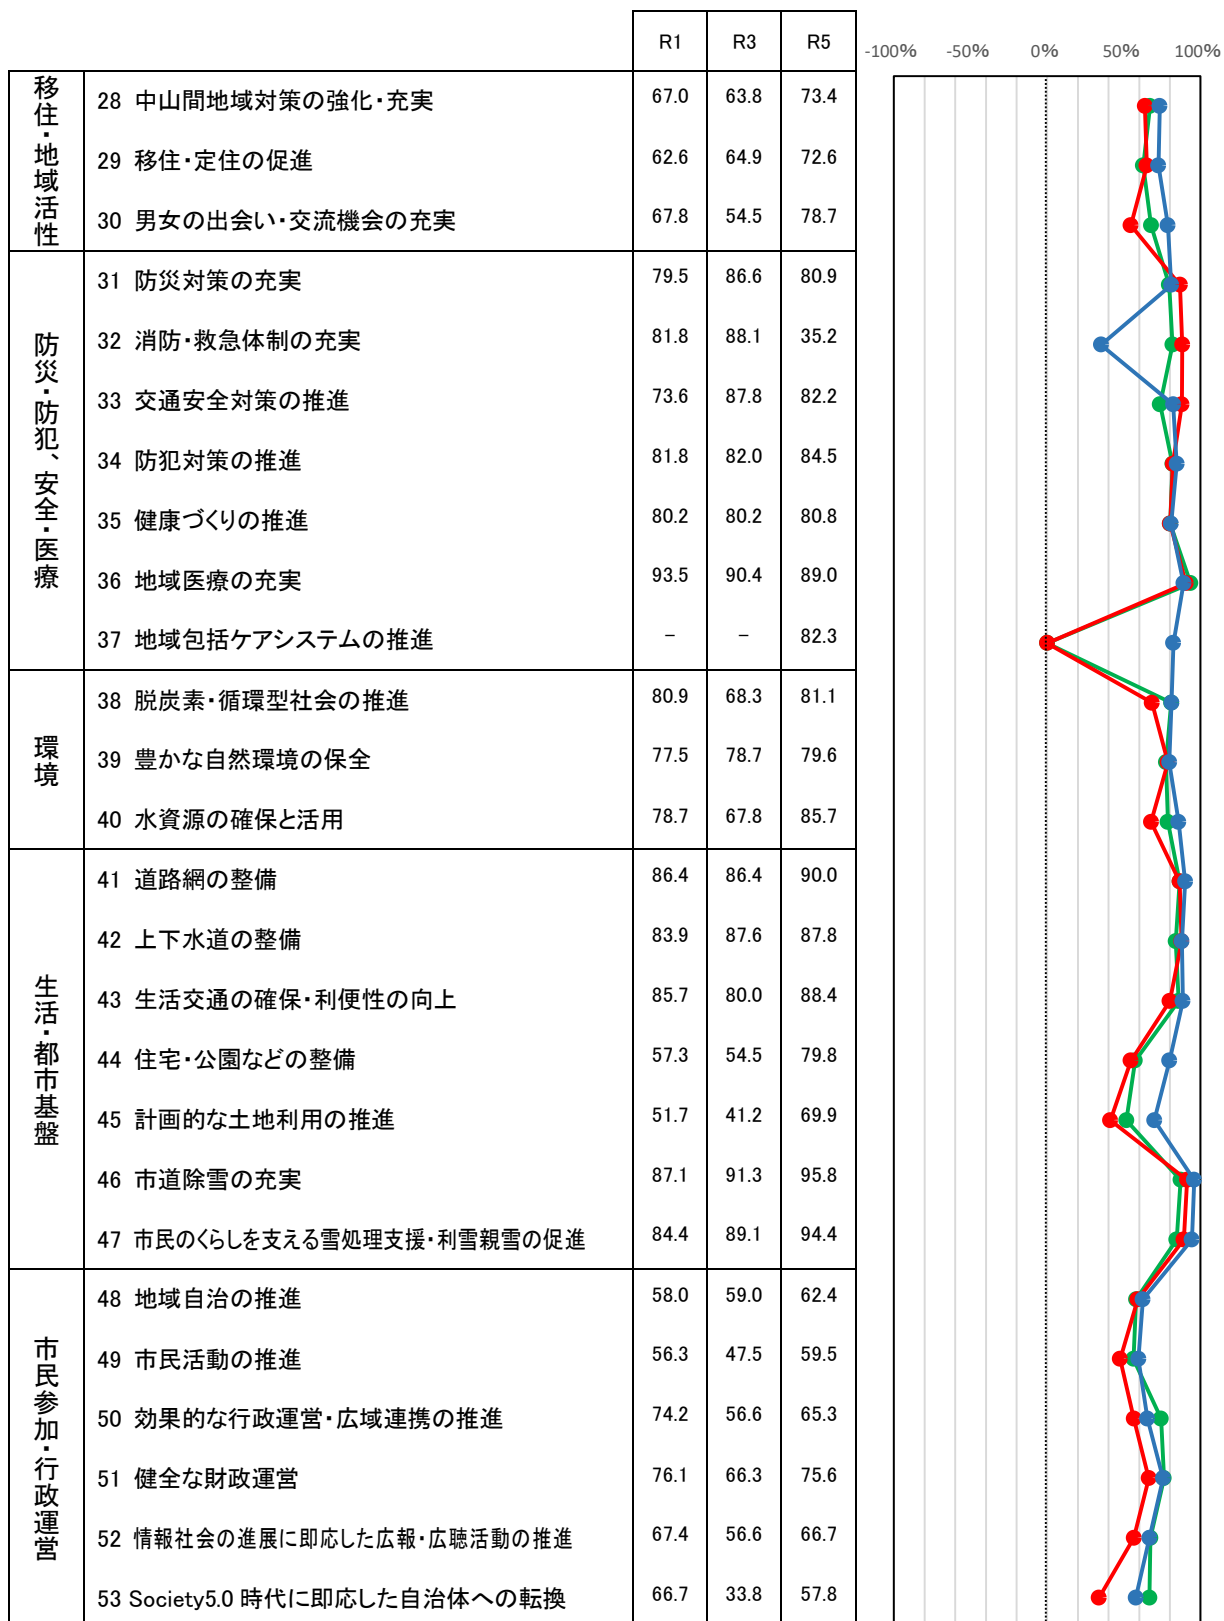 R1 R3 R5 -100% -50% 0% 50% 100%
移住・地域活性
28 中山間地域対策の強化・充実 67.0 63.8 73.4
29 移住・定住の促進 62.6 64.9 72.6
30 男女の出会い・交流機会の充実 67.8 54.5 78.7
防災・防犯、安全・医療
31 防災対策の充実 79.5 86.6 80.9
32 消防・救急体制の充実 81.8 88.1 35.2
33 交通安全対策の推進 73.6 87.8 82.2
34 防犯対策の推進 81.8 82.0 84.5
35 健康づくりの推進 80.2 80.2 80.8
36 地域医療の充実 93.5 90.4 89.0
37 地域包括ケアシステムの推進 － － 82.3
環境
38 脱炭素・循環型社会の推進 80.9 68.3 81.1
39 豊かな自然環境の保全 77.5 78.7 79.6
40 水資源の確保と活用 78.7 67.8 85.7
生活・都市基盤
41 道路網の整備 86.4 86.4 90.0
42 上下水道の整備 83.9 87.6 87.8
43 生活交通の確保・利便性の向上 85.7 80.0 88.4
44 住宅・公園などの整備 57.3 54.5 79.8
45 計画的な土地利用の推進 51.7 41.2 69.9
46 市道除雪の充実 87.1 91.3 95.8
47 市民のくらしを支える雪処理支援・利雪親雪の促進 84.4 89.1 94.4
市民参加・行政運営
48 地域自治の推進 58.0 59.0 62.4
49 市民活動の推進 56.3 47.5 59.5
50 効果的な行政運営・広域連携の推進 74.2 56.6 65.3
51 健全な財政運営 76.1 66.3 75.6
52 情報社会の進展に即応した広報・広聴活動の推進 67.4 56.6 66.7
53 Society5.0 時代に即応した自治体への転換 66.7 33.8 57.8